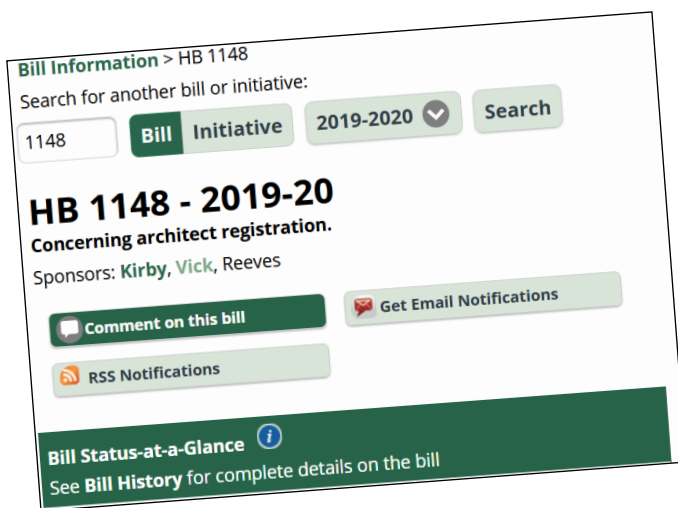 Bill Information > HB 1148
Search for another bill or initiative:
1148 Bill Initiative 2019-2020 Search
HB 1148 - 2019-20
Concerning architect registration.
Sponsors: Kirby, Vick, Reeves
Comment on this bill Get Email Notifications
RSS Notifications
Bill Status-at-a-Glance i
See Bill History for complete details on the bill